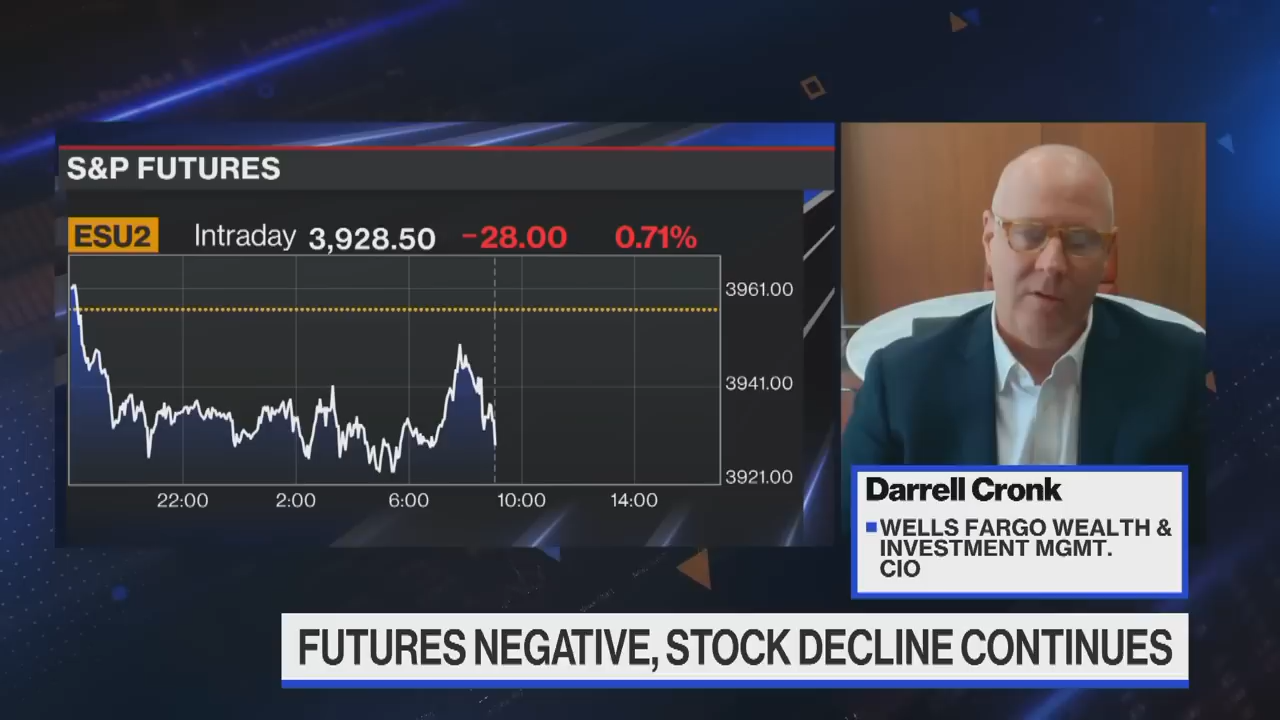 S&P FUTURES
ESU2 Intraday 3,928.50 -28.00 0.71%
3961.00
3941.00
3921.00
22:00 2:00 6:00 10:00 14:00
Darrell Cronk
WELLS FARGO WEALTH &
INVESTMENT MGMT.
CIO
FUTURES NEGATIVE, STOCK DECLINE CONTINUES